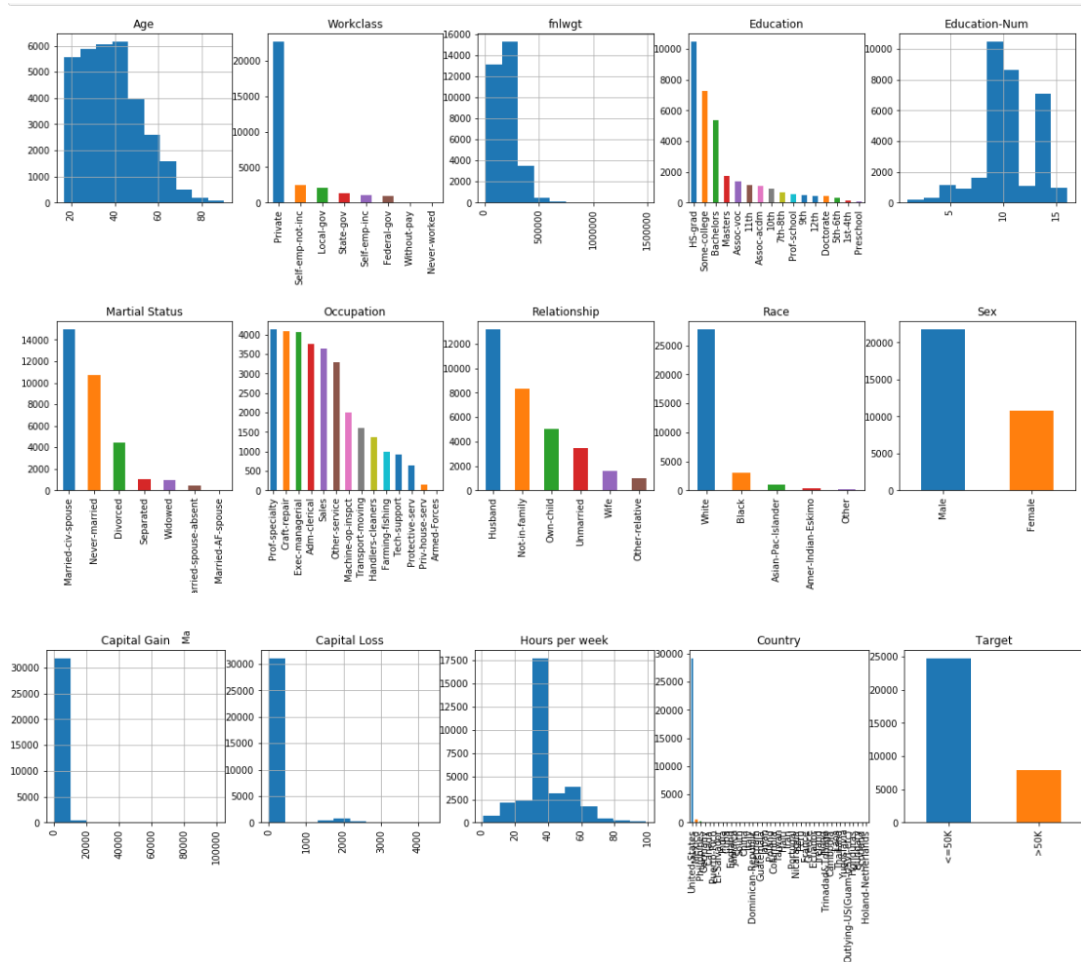 Age
6000
5000
4000
3000
2000
1000
0
20
40
60
80
Workclass
20000
15000
10000
5000
0
Private
Self-emp-not-inc
Local-gov
State-gov
Self-emp-inc
Federal-gov
Without-pay
Never-worked
fnlwgt
16000
14000
12000
10000
8000
6000
4000
2000
0
0
500000
1000000
1500000
Education
10000
8000
6000
4000
2000
0
HS-grad
Some-college
Bachelors
Masters
Assoc-voc
11th
Assoc-acdm
10th
7th-8th
Prof-school
9th
12th
Doctorate
5th-6th
1st-4th
Preschool
Education-Num
10000
8000
6000
4000
2000
0
5
10
15
Martial Status
14000
12000
10000
8000
6000
4000
2000
0
Married-civ-spouse
Never-married
Divorced
Separated
Widowed
arried-spouse-absent
Married-AF-spouse
Occupation
4000
3500
3000
2500
2000
1500
1000
500
0
Prof-specialty
Craft-repair
Exec-managerial
Adm-clerical
Sales
Other-service
Machine-op-inspct
Transport-moving
Handlers-cleaners
Farming-fishing
Tech-support
Protective-serv
Priv-house-serv
Armed-Forces
Relationship
12000
10000
8000
6000
4000
2000
0
Husband
Not-in-family
Own-child
Unmarried
Wife
Other-relative
Race
25000
20000
15000
10000
5000
0
White
Black
Asian-Pac-Islander
Amer-Indian-Eskimo
Other
Sex
20000
15000
10000
5000
0
Male
Female
Capital Gain
Ma
30000
25000
20000
15000
10000
5000
0
0
20000
40000
60000
80000
100000
Capital Loss
30000
25000
20000
15000
10000
5000
0
0
1000
2000
3000
4000
Hours per week
17500
15000
12500
10000
7500
5000
2500
0
0
20
40
60
80
100
Country
30000
25000
20000
15000
10000
5000
0
United-States
Dominican-Republic
Outlying-US(Guam
Holand-Netherlands
Target
25000
20000
15000
10000
5000
0
<=50K
>50K